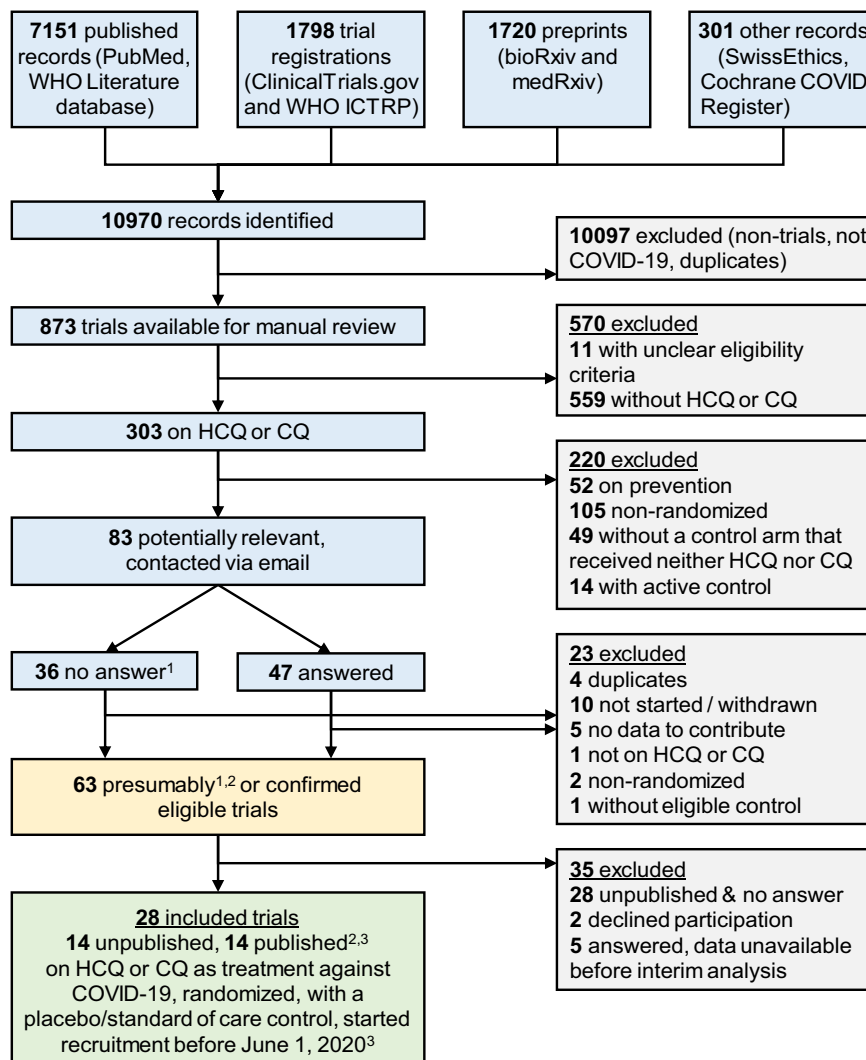 7151 published
records (PubMed,
WHO Literature
database)
1798 trial
registrations
(ClinicalTrials.gov
and WHO ICTRP)
1720 preprints
(bioRxiv and
medRxiv)
301 other records
(SwissEthics,
Cochrane COVID
Register)
10970 records identified
10097 excluded (non-trials, not
COVID-19, duplicates)
873 trials available for manual review
570 excluded
11 with unclear eligibility
criteria
559 without HCQ or CQ
303 on HCQ or CQ
220 excluded
52 on prevention
105 non-randomized
49 without a control arm that
received neither HCQ nor CQ
14 with active control
83 potentially relevant,
contacted via email
36 no answer¹
47 answered
23 excluded
4 duplicates
10 not started / withdrawn
5 no data to contribute
1 not on HCQ or CQ
2 non-randomized
1 without eligible control
63 presumably¹,² or confirmed
eligible trials
35 excluded
28 unpublished & no answer
2 declined participation
5 answered, data unavailable
before interim analysis
28 included trials
14 unpublished, 14 published²,³
on HCQ or CQ as treatment against
COVID-19, randomized, with a
placebo/standard of care control, started
recruitment before June 1, 2020³